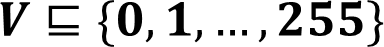 𝑽 ⊑ {𝟎, 𝟏, … , 𝟐𝟓𝟓}